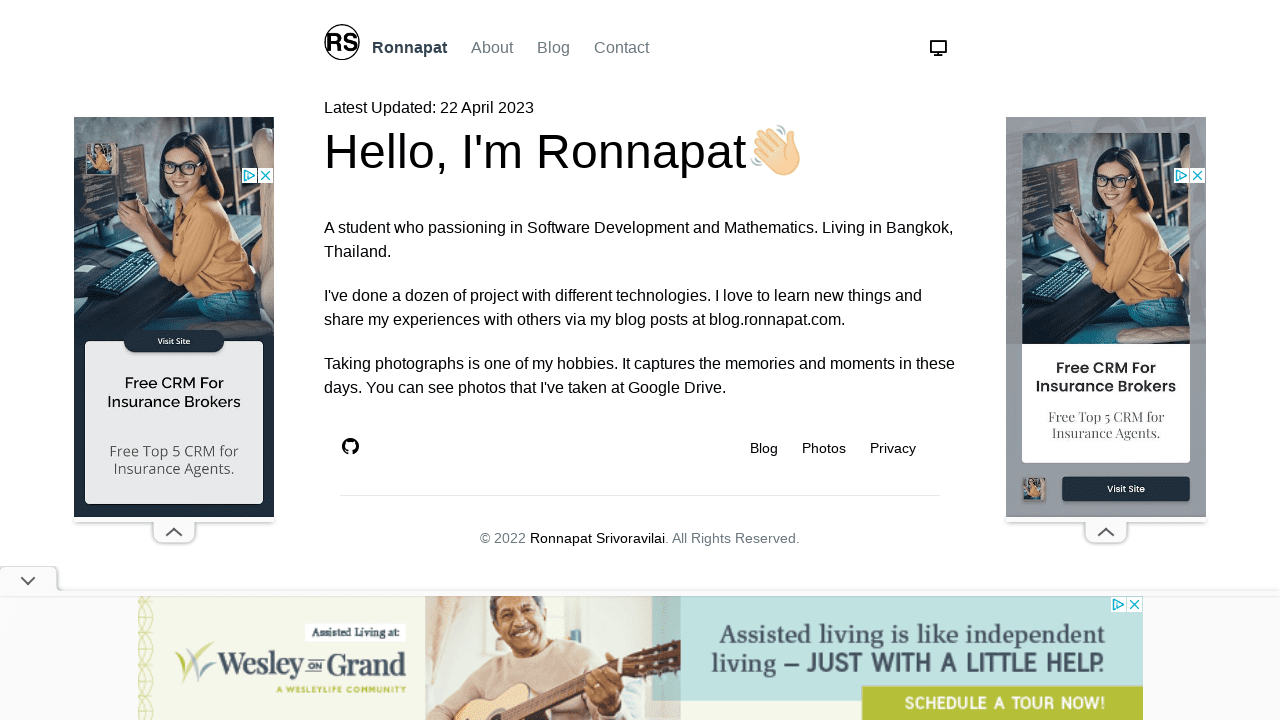 RS
Ronnapat About Blog Contact
Latest Updated: 22 April 2023
Hello, I'm Ronnapat👋🏼
A student who passioning in Software Development and Mathematics. Living in Bangkok,
Thailand.
I've done a dozen of project with different technologies. I love to learn new things and
share my experiences with others via my blog posts at blog.ronnapat.com.
Taking photographs is one of my hobbies. It captures the memories and moments in these
days. You can see photos that I've taken at Google Drive.
Blog Photos Privacy
© 2022 Ronnapat Srivoravilai. All Rights Reserved.
Visit Site
Free CRM For
Insurance Brokers
Free Top 5 CRM for
Insurance Agents.
Free CRM For
Insurance Brokers
Free Top 5 CRM for
Insurance Agents.
Visit Site
Assisted Living at:
Wesley ON Grand
A WESLEYLIFE COMMUNITY
Assisted living is like independent
living – JUST WITH A LITTLE HELP.
SCHEDULE A TOUR NOW!